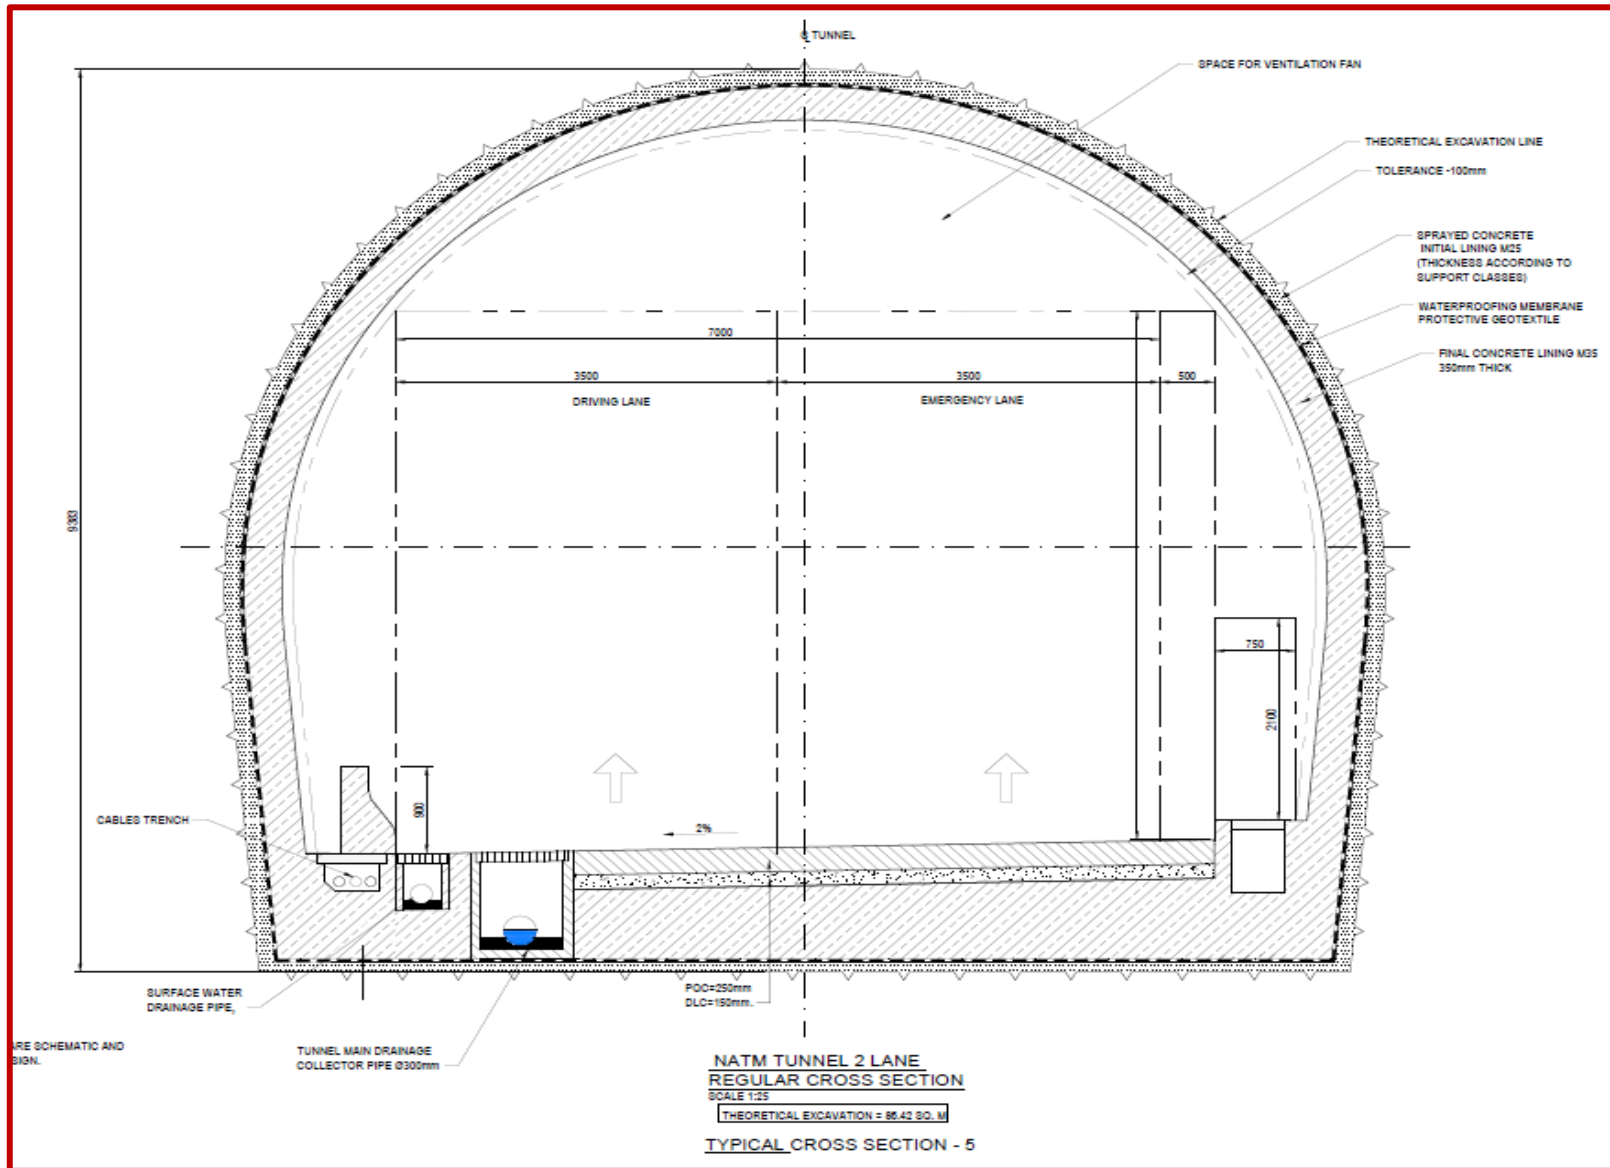 ℄ TUNNEL
SPACE FOR VENTILATION FAN
THEORETICAL EXCAVATION LINE
TOLERANCE -100mm
SPRAYED CONCRETE
INITIAL LINING M25
(THICKNESS ACCORDING TO
SUPPORT CLASSES)
WATERPROOFING MEMBRANE
PROTECTIVE GEOTEXTILE
FINAL CONCRETE LINING M35
350mm THICK
7000
3500
3500
500
DRIVING LANE
EMERGENCY LANE
9383
750
2100
900
2%
CABLES TRENCH
SURFACE WATER
DRAINAGE PIPE,
POC=250mm
DLC=150mm.
ARE SCHEMATIC AND
SIGN.
TUNNEL MAIN DRAINAGE
COLLECTOR PIPE Ø300mm
NATM TUNNEL 2 LANE
REGULAR CROSS SECTION
SCALE 1:25
THEORETICAL EXCAVATION = 86.42 SQ. M
TYPICAL CROSS SECTION - 5